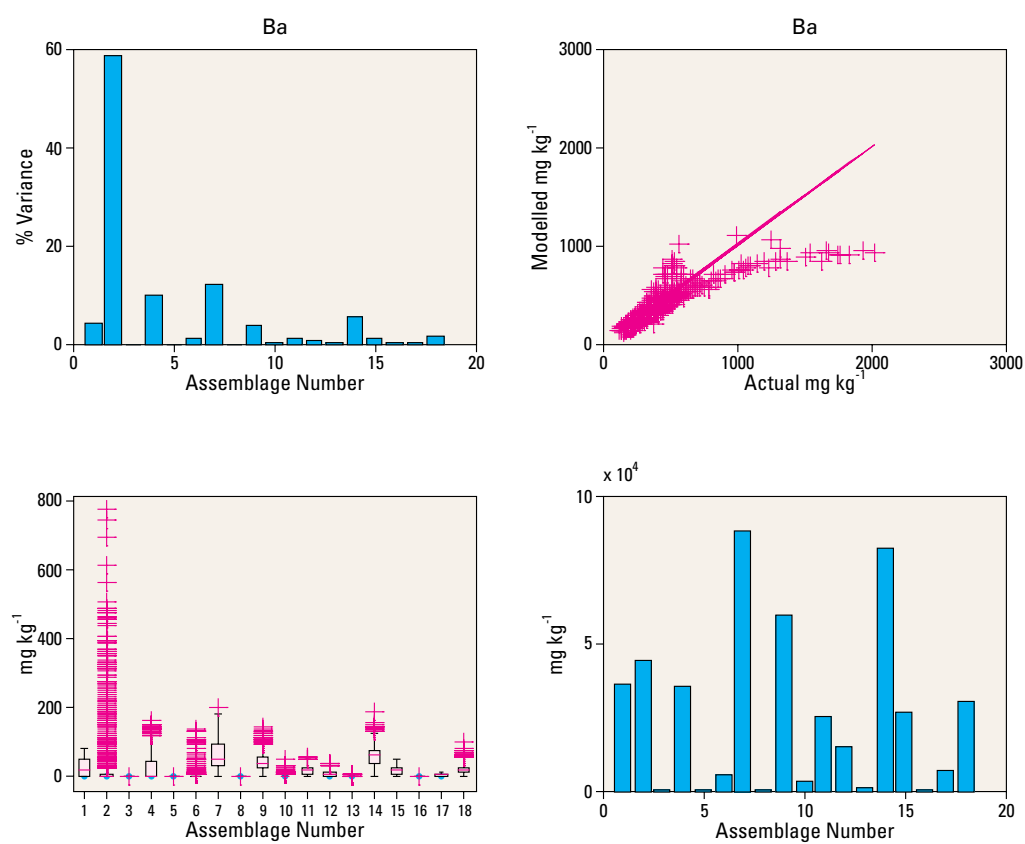 Ba
60
40
20
0
% Variance
0 5 10 15 20
Assemblage Number
Ba
3000
2000
1000
0
Modelled mg kg-1
0 1000 2000 3000
Actual mg kg-1
800
600
400
200
0
mg kg-1
1 2 3 4 5 6 7 8 9 10 11 12 13 14 15 16 17 18
Assemblage Number
x 104
10
5
0
mg kg-1
0 5 10 15 20
Assemblage Number